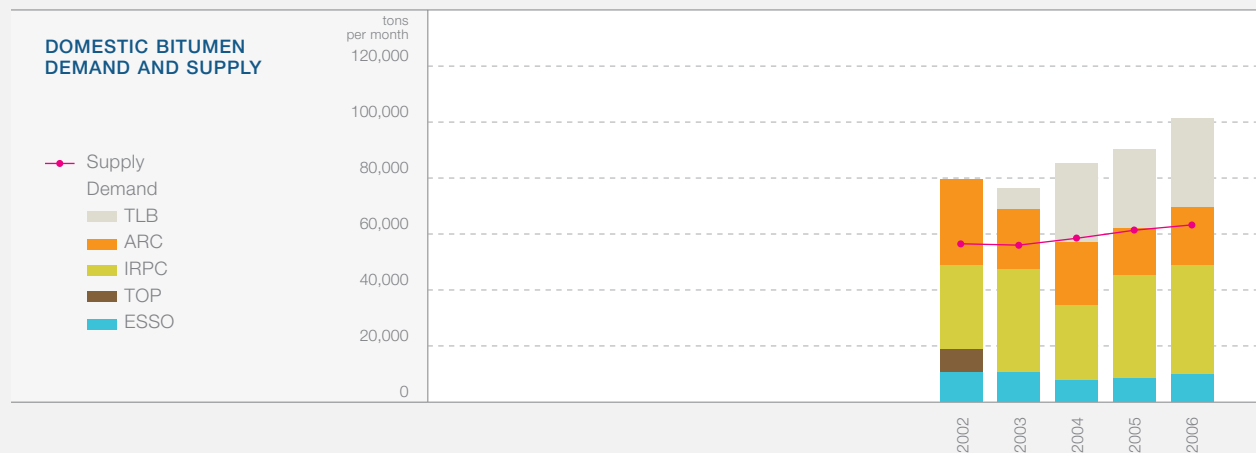 DOMESTIC BITUMEN
DEMAND AND SUPPLY
Supply
Demand
TLB
ARC
IRPC
TOP
ESSO
tons
per month
120,000
100,000
80,000
60,000
40,000
20,000
0
2002
2003
2004
2005
2006